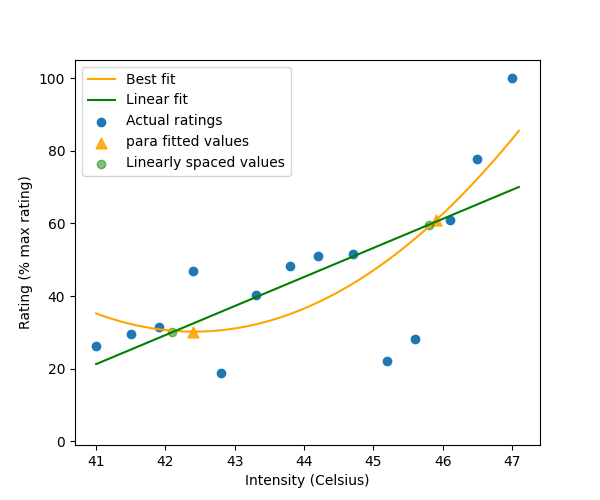 Best fit
Linear fit
Actual ratings
para fitted values
Linearly spaced values
Rating (% max rating)
100
80
60
40
20
0
41 42 43 44 45 46 47
Intensity (Celsius)